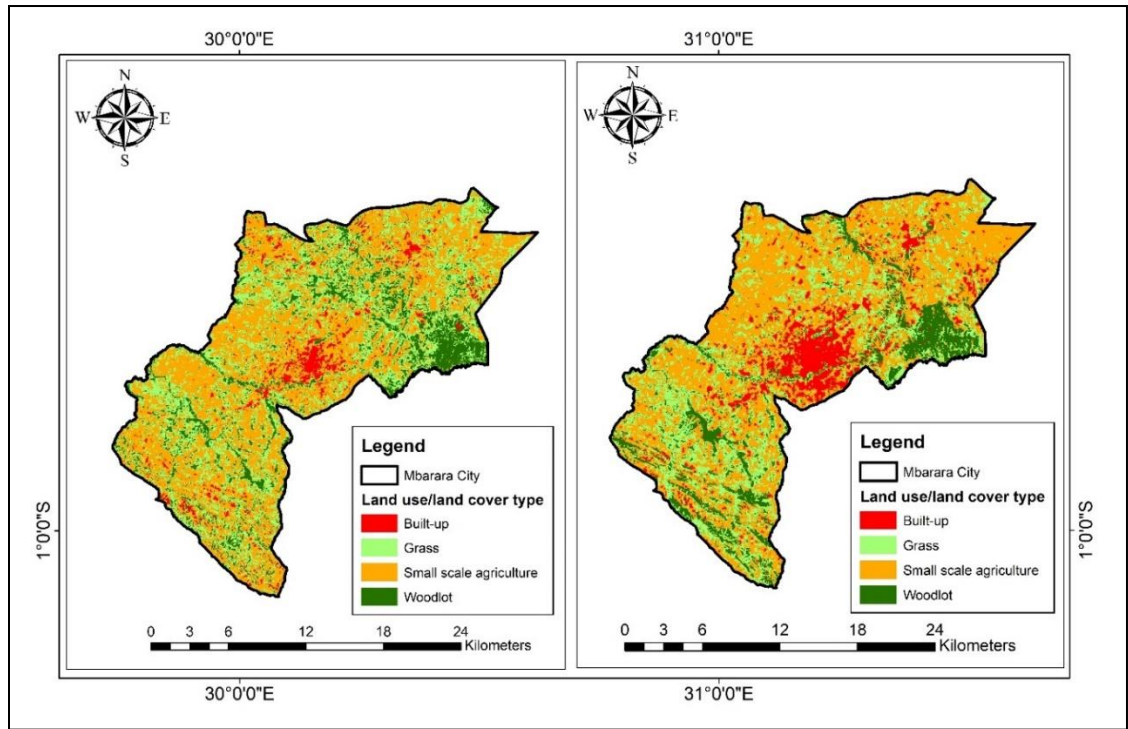 30°0'0"E 31°0'0"E
N
W E
S
N
W E
S
Legend
Mbarara City
Land use/land cover type
Built-up
Grass
Small scale agriculture
Woodlot
0 3 6 12 18 24
Kilometers
Legend
Mbarara City
Land use/land cover type
Built-up
Grass
Small scale agriculture
Woodlot
0 3 6 12 18 24
Kilometers
1°0'0"S
1°0'0"S
30°0'0"E 31°0'0"E